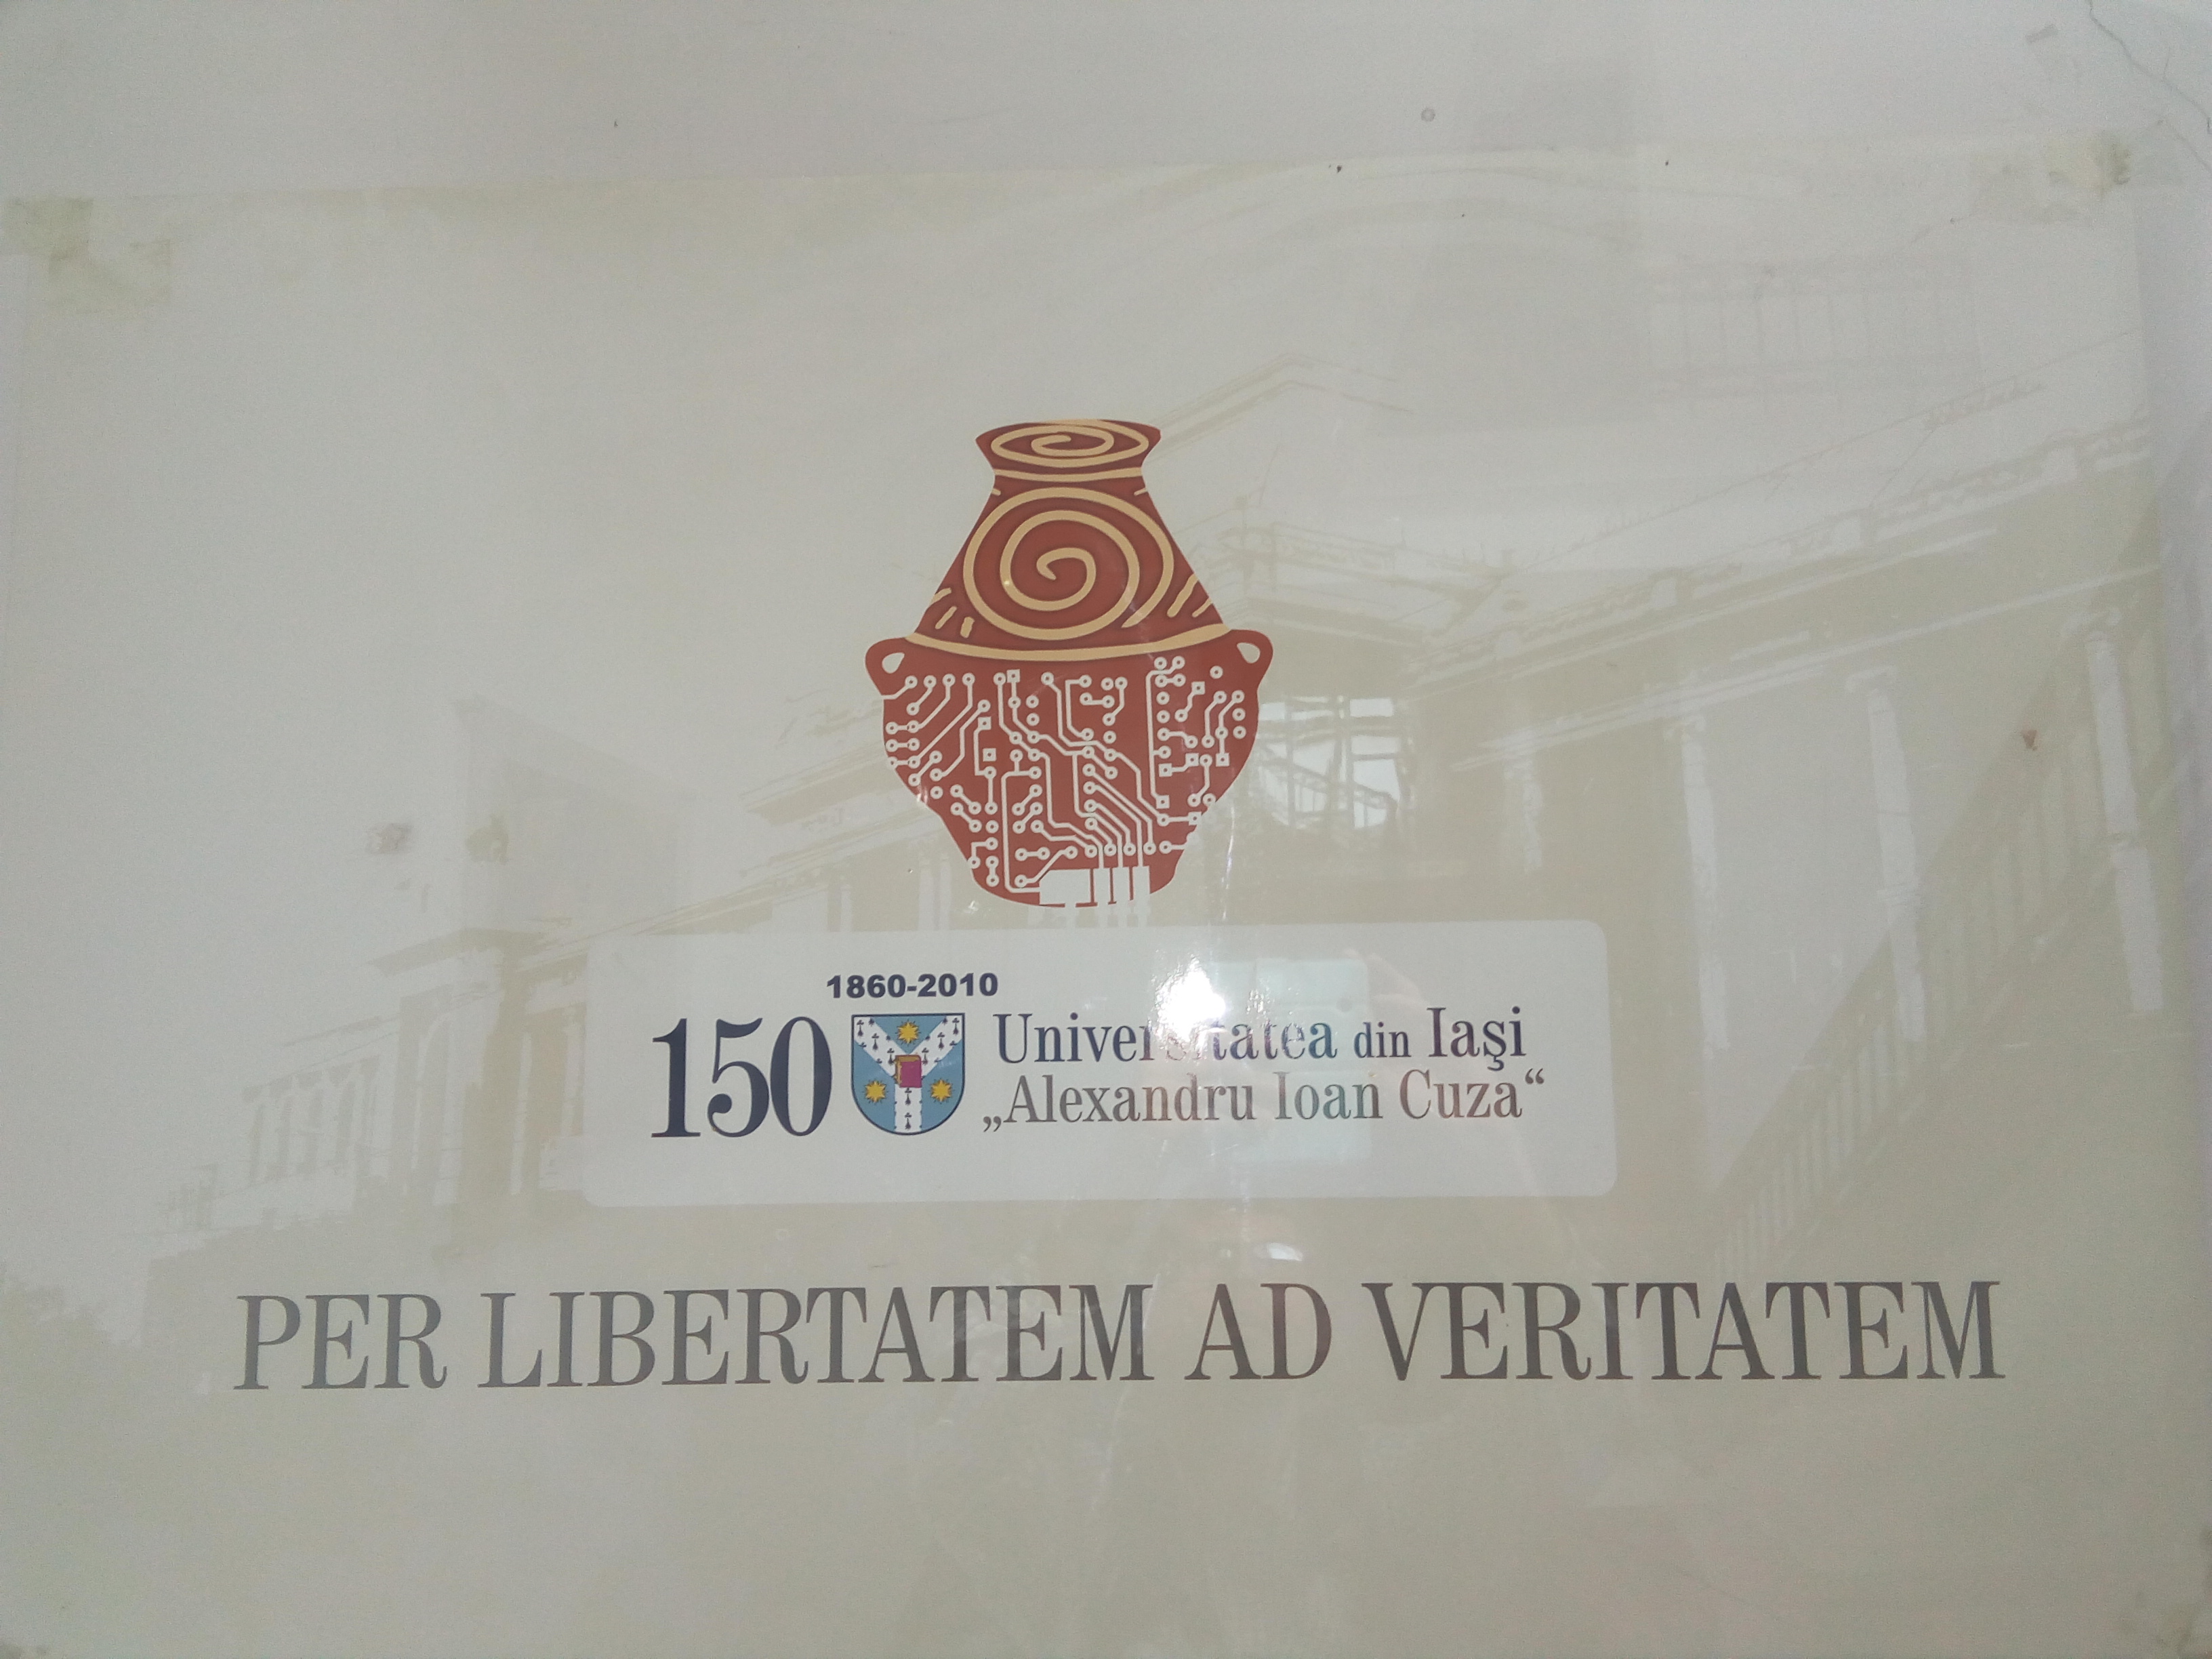 1860-2010
150
Universitatea din Iaşi
„Alexandru Ioan Cuza“
PER LIBERTATEM AD VERITATEM